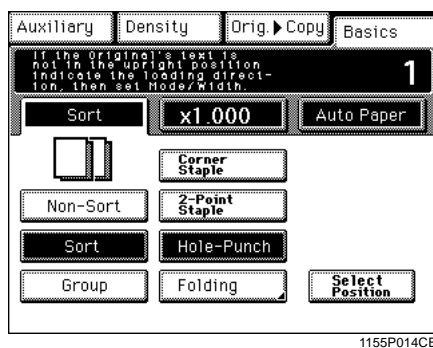 Auxiliary Density Orig.▶Copy Basics
If the Original's text is
not in the upright position
indicate the loading direct-
ion, then set Mode/Width.
1
Sort x1.000 Auto Paper
Corner
Staple
Non-Sort 2-Point
Staple
Sort Hole-Punch
Group Folding Select
Position
1155P014CE